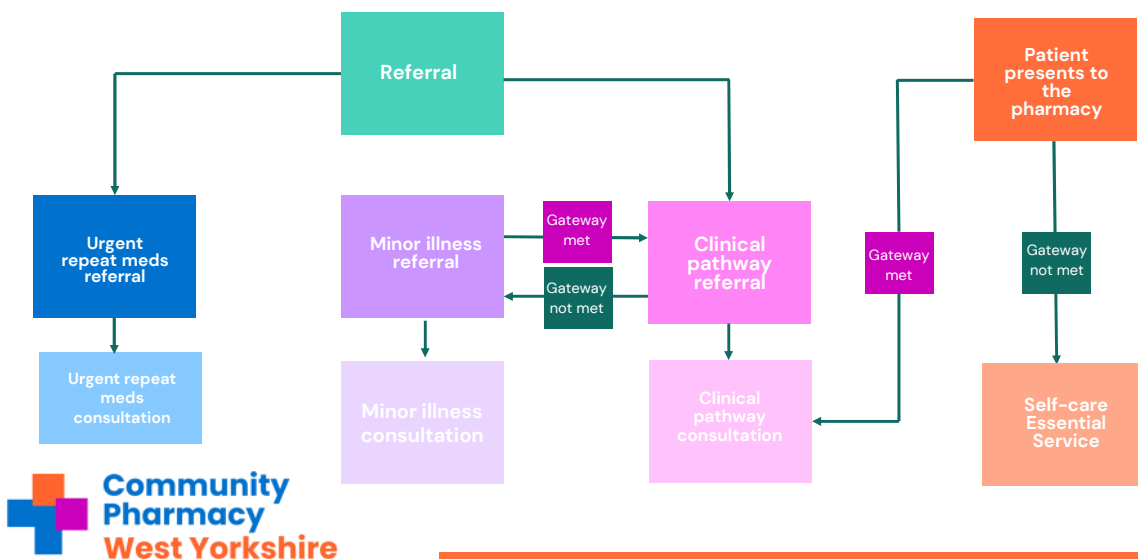 Referral
Patient
presents to
the
pharmacy
Urgent
repeat meds
referral
Minor illness
referral
Gateway
met
Gateway
not met
Clinical
pathway
referral
Gateway
met
Gateway
not met
Urgent repeat
meds
consultation
Minor illness
consultation
Clinical
pathway
consultation
Self-care
Essential
Service
Community
Pharmacy
West Yorkshire